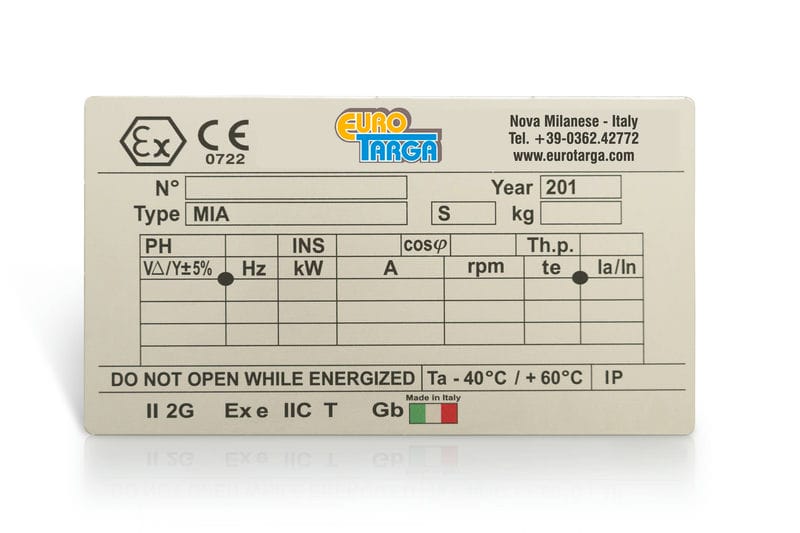 Ex CE 0722
EURO TARGA
Nova Milanese - Italy
Tel. +39-0362.42772
www.eurotarga.com
N° Year 201
Type MIA S kg
PH INS cosφ Th.p.
V△/Y±5% Hz kW A rpm te Ia/In
DO NOT OPEN WHILE ENERGIZED Ta - 40°C / + 60°C IP
Made in Italy
II 2G Ex e IIC T Gb